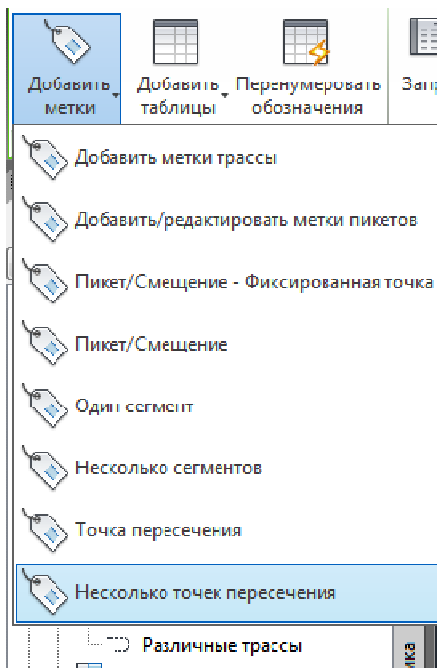 Добавить метки
Добавить таблицы
Перенумеровать обозначения
Добавить метки трассы
Добавить/редактировать метки пикетов
Пикет/Смещение - Фиксированная точка
Пикет/Смещение
Один сегмент
Несколько сегментов
Точка пересечения
Несколько точек пересечения
Различные трассы